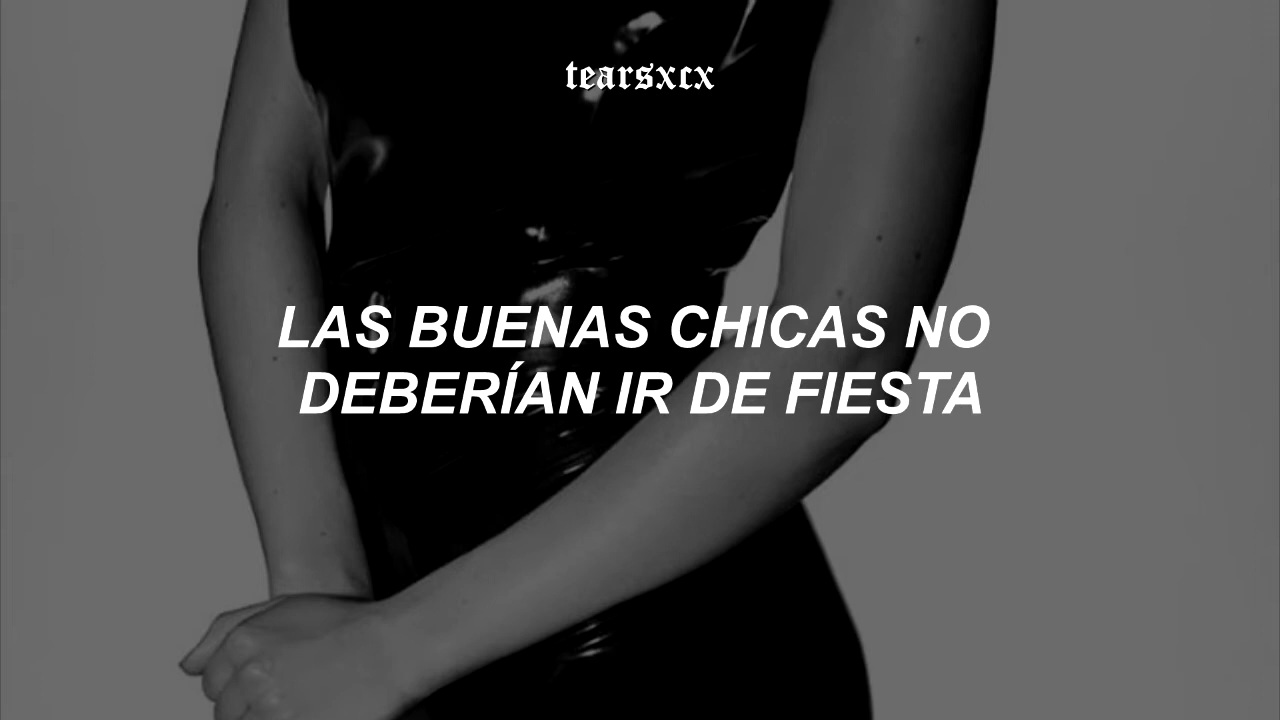 tearsxcx
LAS BUENAS CHICAS NO
DEBERÍAN IR DE FIESTA